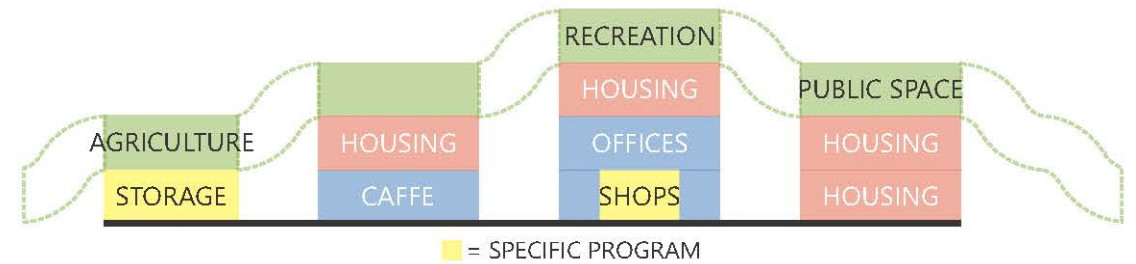 RECREATION
HOUSING
PUBLIC SPACE
AGRICULTURE
HOUSING
OFFICES
HOUSING
STORAGE
CAFFE
SHOPS
HOUSING
= SPECIFIC PROGRAM